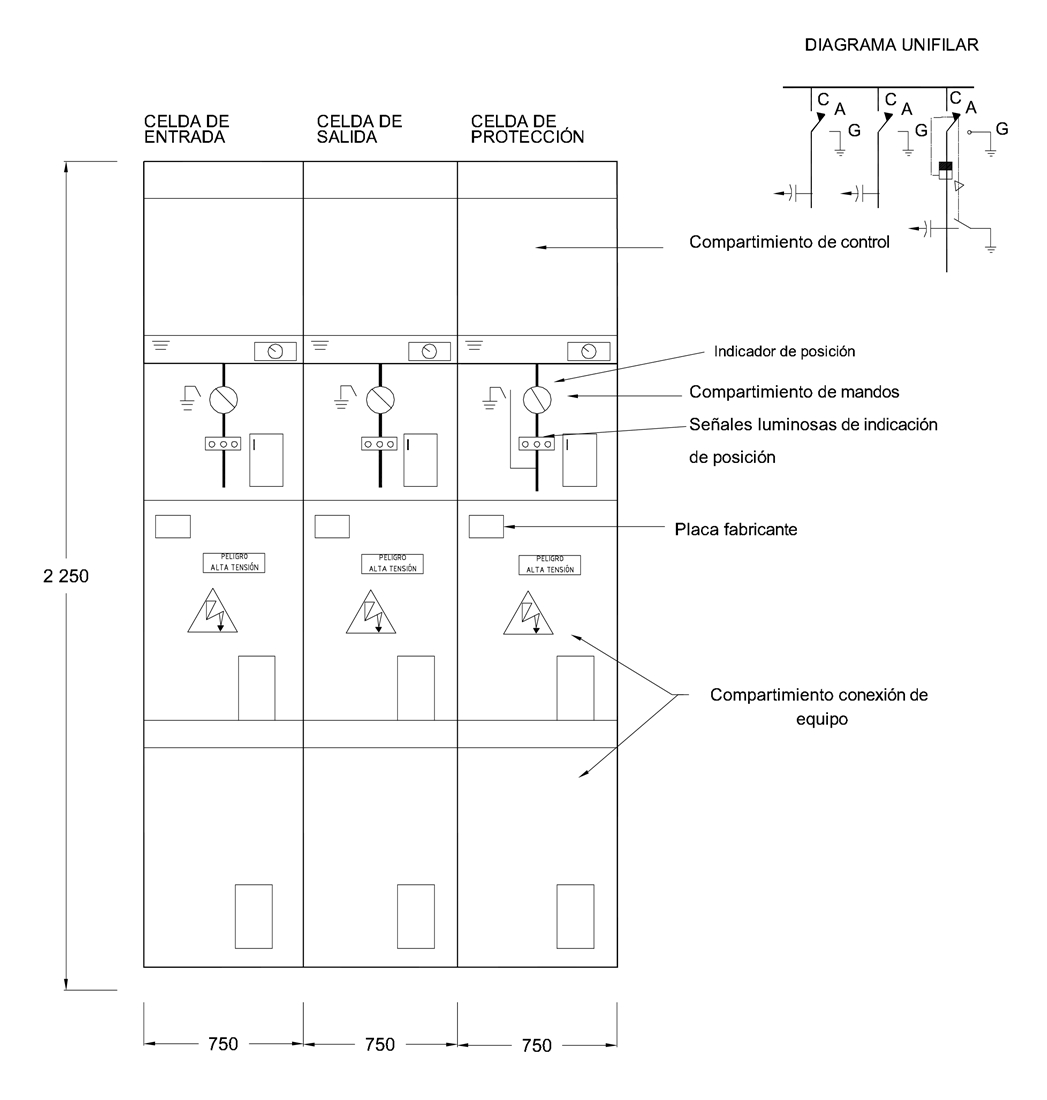 DIAGRAMA UNIFILAR
C
A
G
C
A
G
C
A
G
CELDA DE
ENTRADA
CELDA DE
SALIDA
CELDA DE
PROTECCIÓN
Compartimiento de control
Indicador de posición
Compartimiento de mandos
Señales luminosas de indicación
de posición
Placa fabricante
PELIGRO
ALTA TENSIÓN
PELIGRO
ALTA TENSIÓN
PELIGRO
ALTA TENSIÓN
2 250
Compartimiento conexión de
equipo
750
750
750